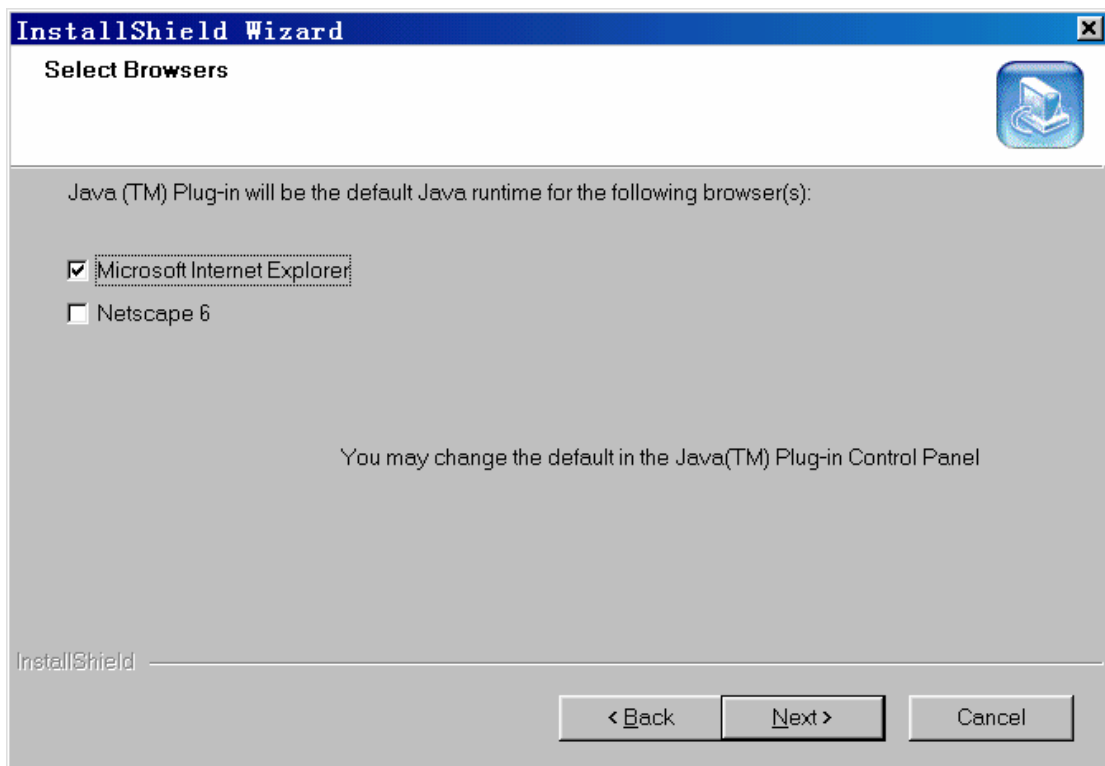 InstallShield Wizard
Select Browsers
Java (TM) Plug-in will be the default Java runtime for the following browser(s):
Microsoft Internet Explorer
Netscape 6
You may change the default in the Java(TM) Plug-in Control Panel
InstallShield
< Back Next > Cancel